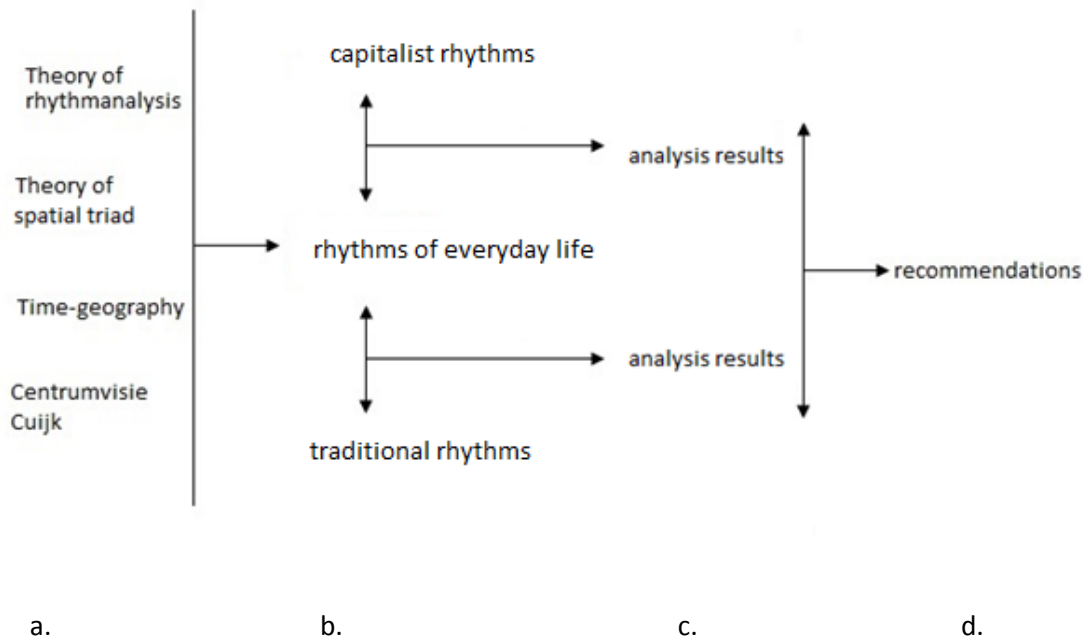 Theory of
rhythmanalysis
Theory of
spatial triad
Time-geography
Centrumvisie
Cuijk
capitalist rhythms
rhythms of everyday life
traditional rhythms
analysis results
analysis results
recommendations
a.
b.
c.
d.